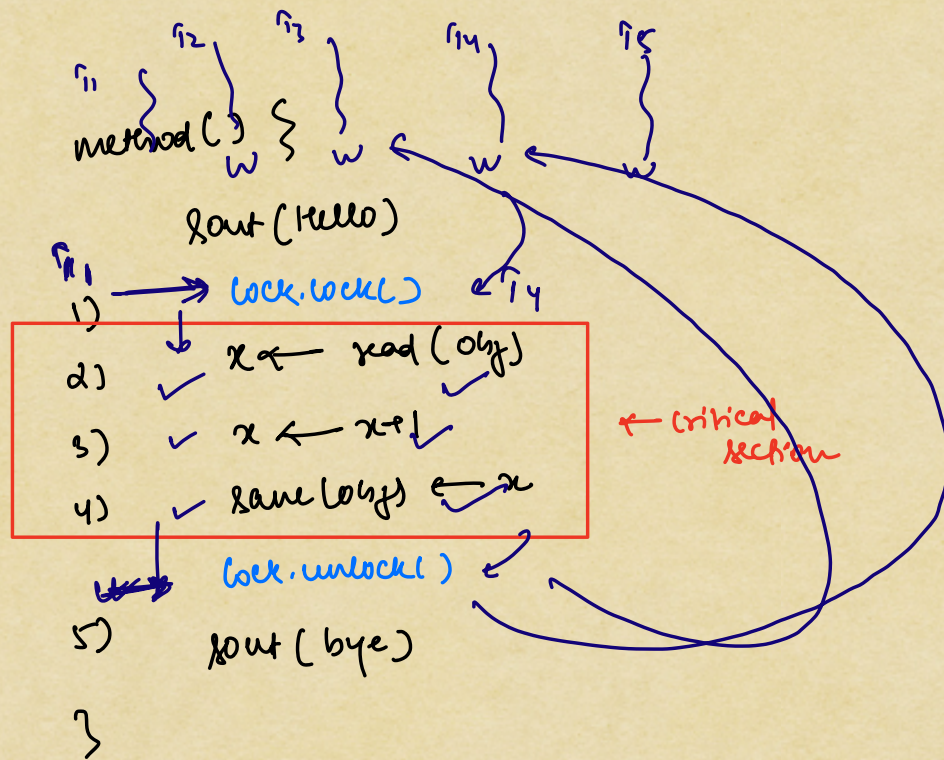 T1 T2 T3 T4 T5
method() {
W W W W
Sout(Hello)
T1
1) lock.lock() T4
2) x ← read(obj)
3) x ← x+1
← critical section
4) save(obj) ← x
lock.unlock()
5) sout(bye)
}